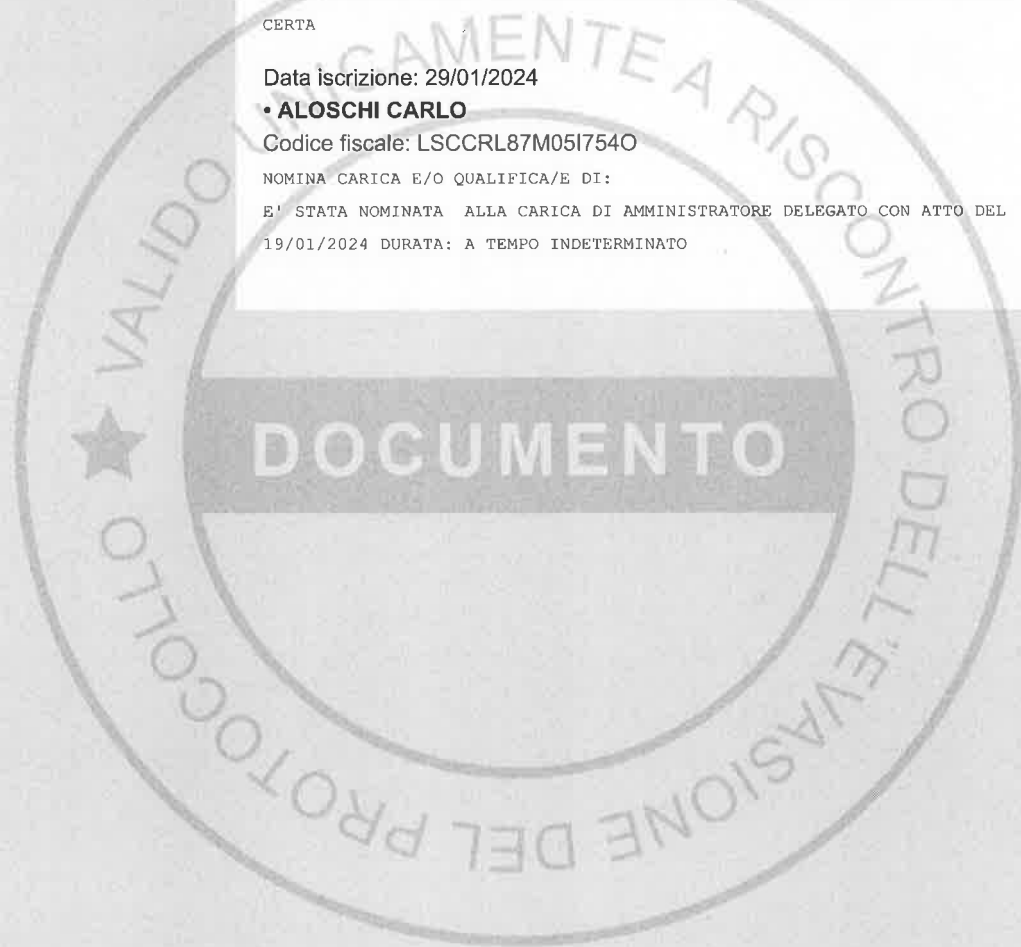 CERTA
Data iscrizione: 29/01/2024
• ALOSCHI CARLO
Codice fiscale: LSCCRL87M05I754O
NOMINA CARICA E/O QUALIFICA/E DI:
E' STATA NOMINATA ALLA CARICA DI AMMINISTRATORE DELEGATO CON ATTO DEL
19/01/2024 DURATA: A TEMPO INDETERMINATO
DOCUMENTO
★ VALIDO UNICAMENTE A RISCONTRO DELL'EVASIONE DEL PROTOCOLLO